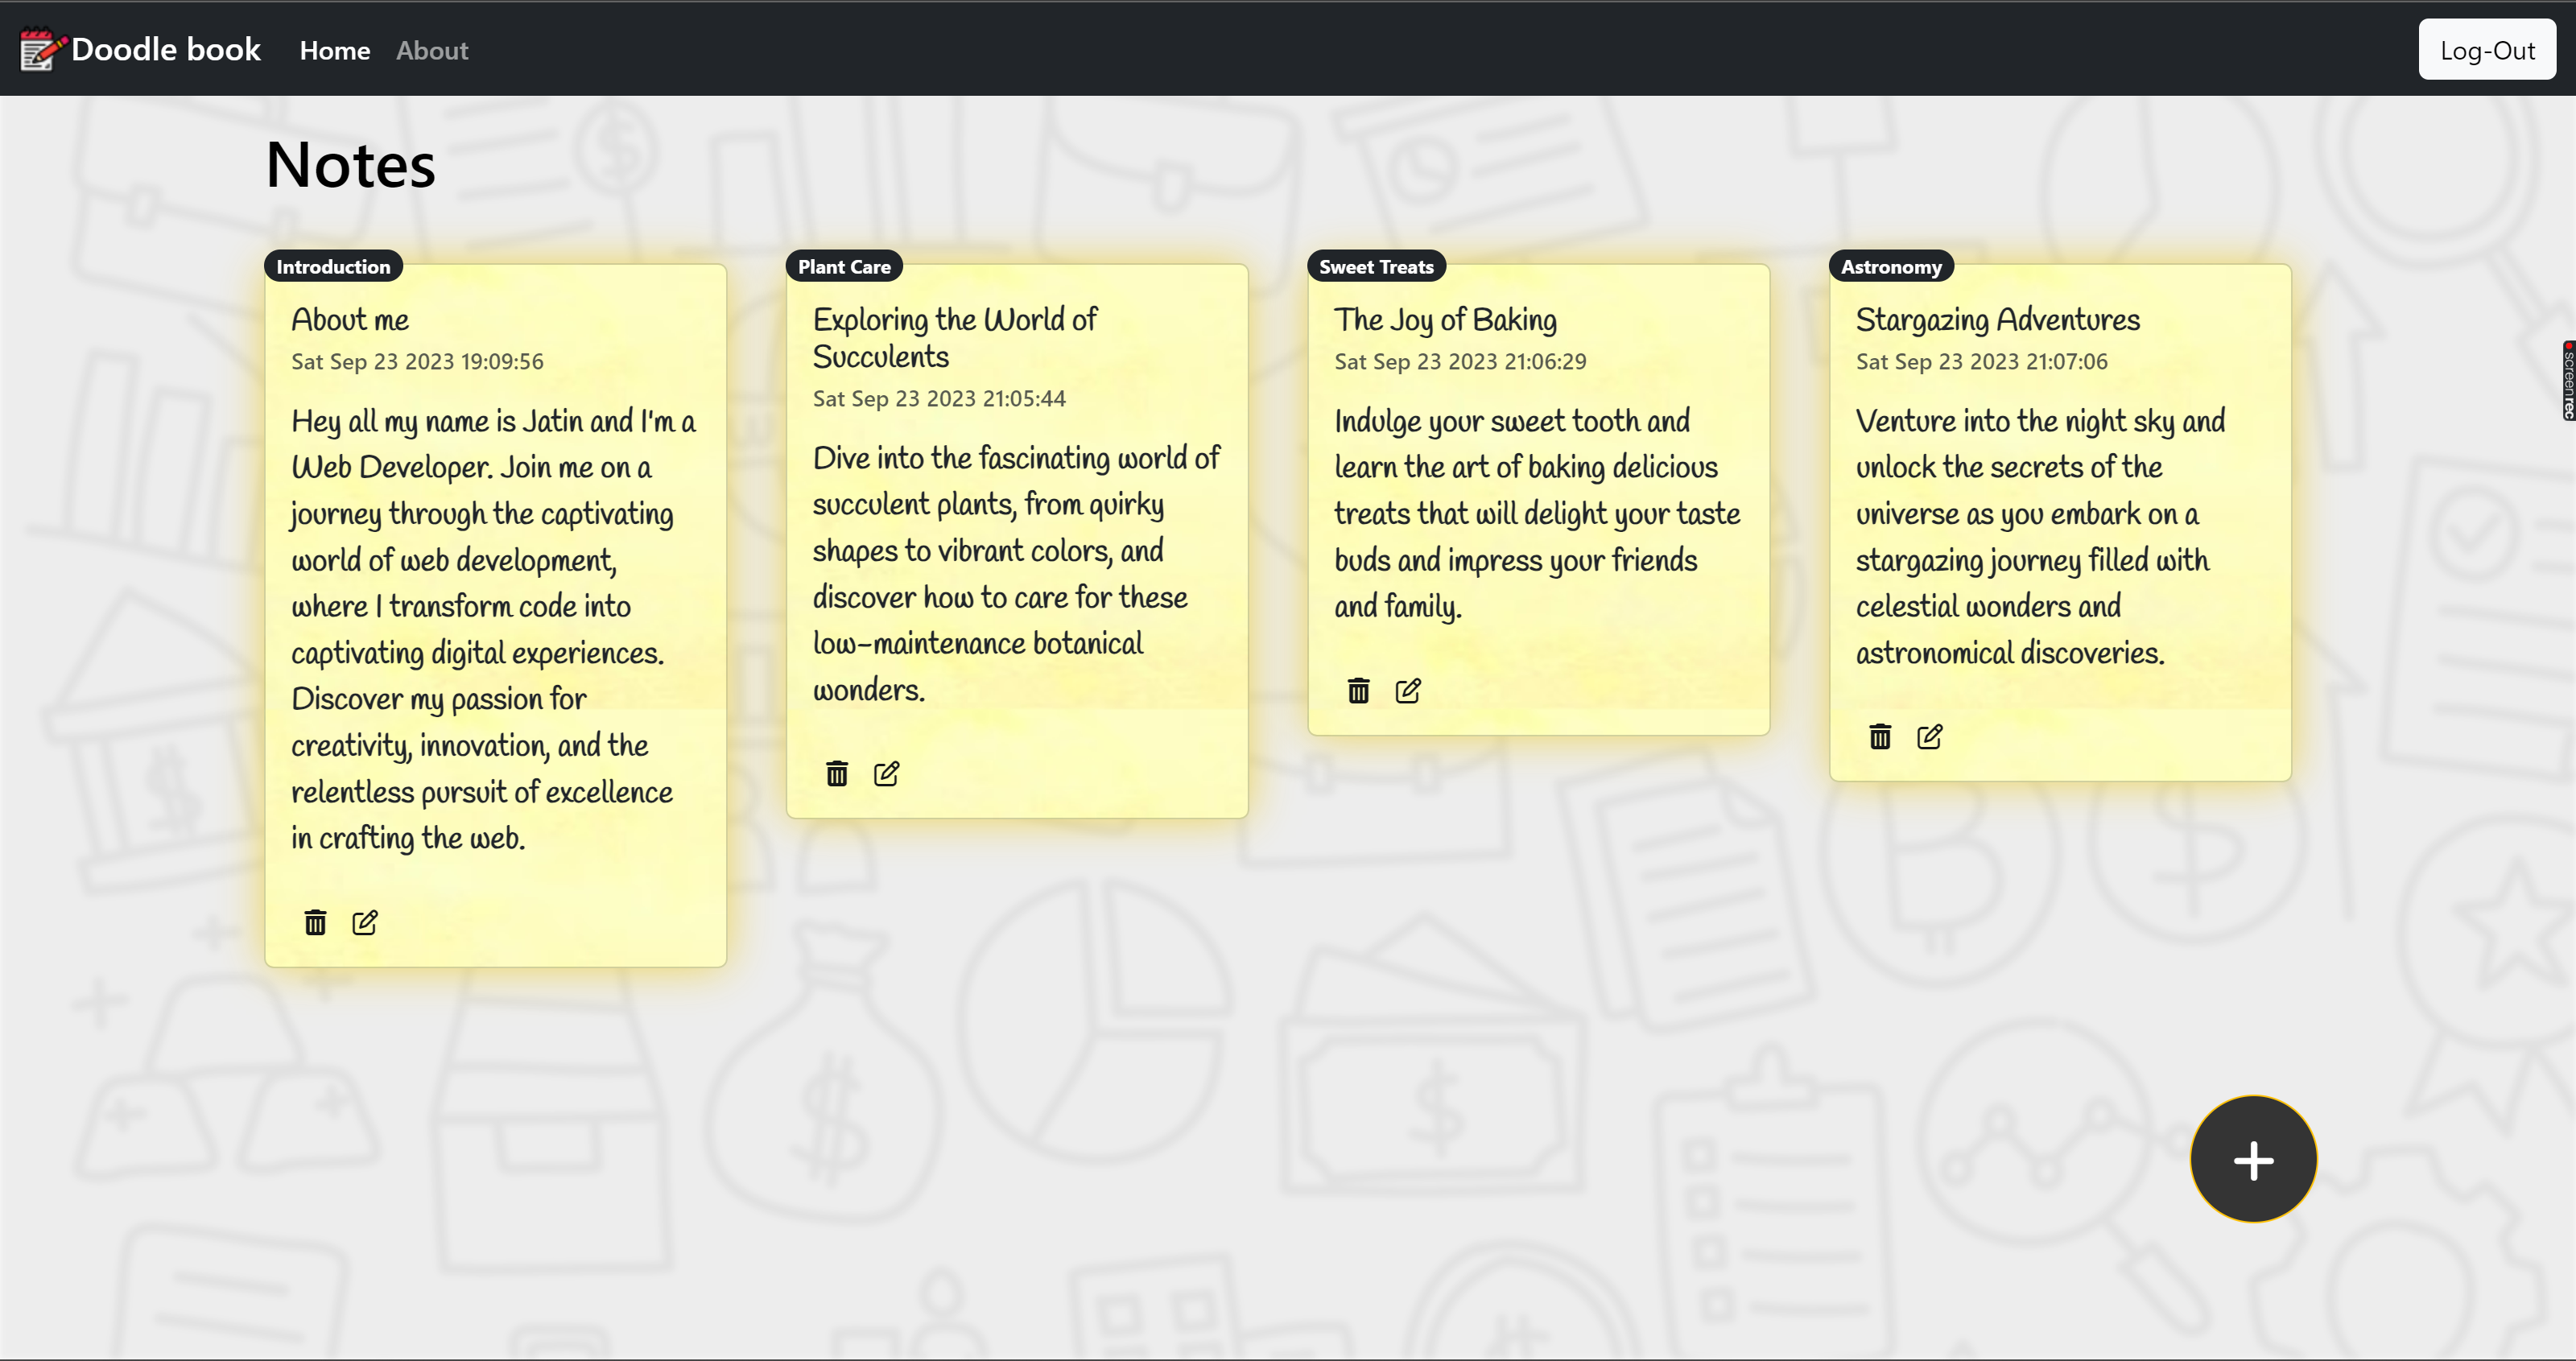 Doodle book
Home
About
Log-Out
Notes
Introduction
About me
Sat Sep 23 2023 19:09:56
Hey all my name is Jatin and I'm a
Web Developer. Join me on a
journey through the captivating
world of web development,
where I transform code into
captivating digital experiences.
Discover my passion for
creativity, innovation, and the
relentless pursuit of excellence
in crafting the web.
Plant Care
Exploring the World of
Succulents
Sat Sep 23 2023 21:05:44
Dive into the fascinating world of
succulent plants, from quirky
shapes to vibrant colors, and
discover how to care for these
low-maintenance botanical
wonders.
Sweet Treats
The Joy of Baking
Sat Sep 23 2023 21:06:29
Indulge your sweet tooth and
learn the art of baking delicious
treats that will delight your taste
buds and impress your friends
and family.
Astronomy
Stargazing Adventures
Sat Sep 23 2023 21:07:06
Venture into the night sky and
unlock the secrets of the
universe as you embark on a
stargazing journey filled with
celestial wonders and
astronomical discoveries.
screenrec